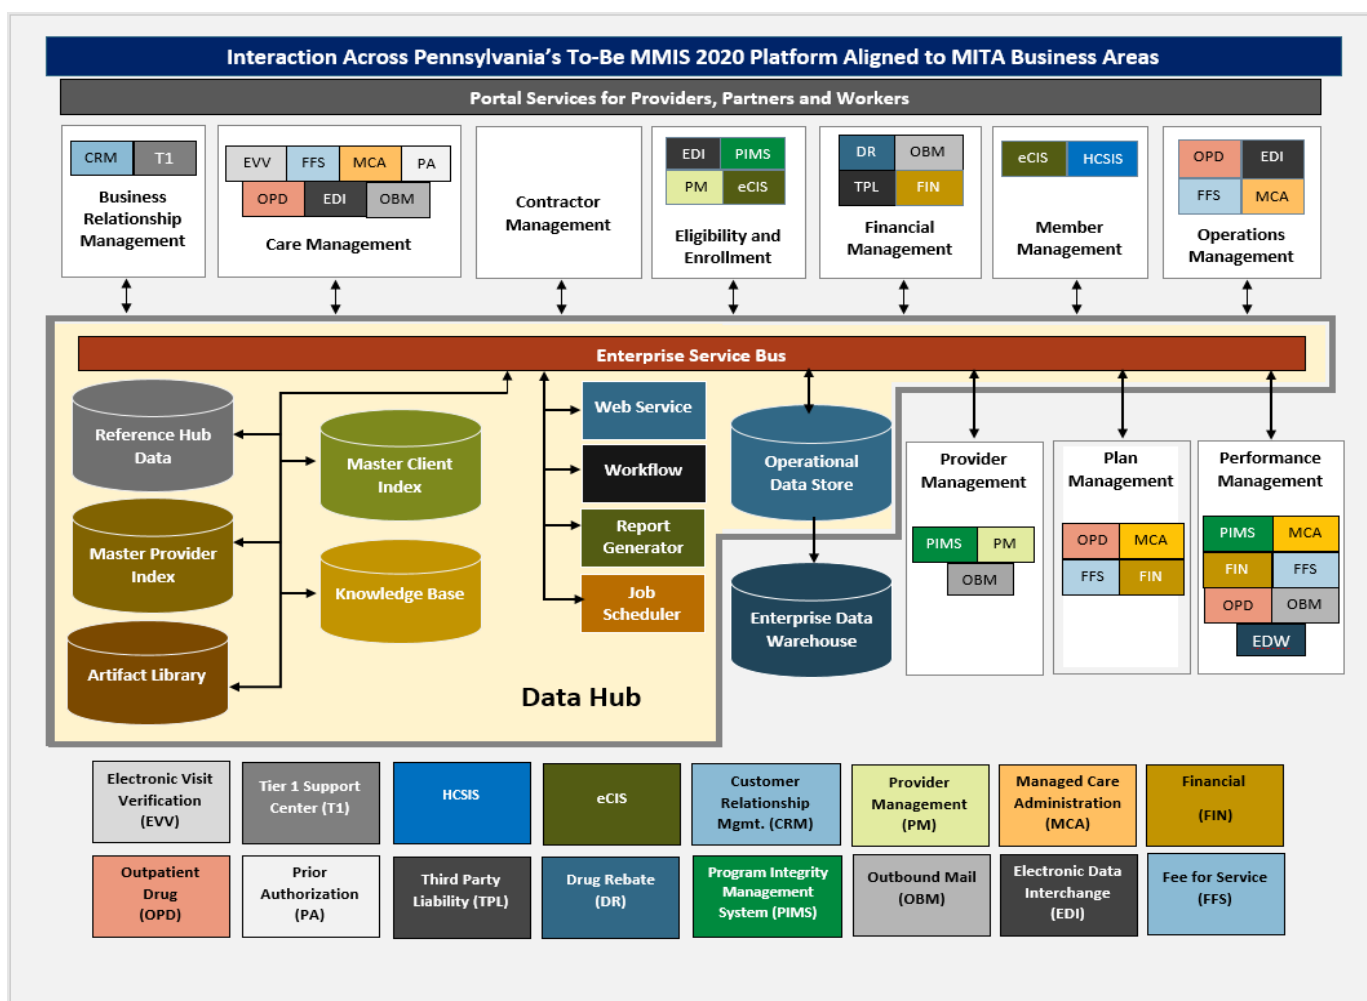 Interaction Across Pennsylvania's To-Be MMIS 2020 Platform Aligned to MITA Business Areas
Portal Services for Providers, Partners and Workers
CRM T1
Business
Relationship
Management
EVV FFS MCA PA
OPD EDI OBM
Care Management
Contractor
Management
EDI PIMS
PM eCIS
Eligibility and
Enrollment
DR OBM
TPL FIN
Financial
Management
eCIS HCSIS
Member
Management
OPD EDI
FFS MCA
Operations
Management
Enterprise Service Bus
Reference Hub
Data
Master Provider
Index
Artifact Library
Master Client
Index
Knowledge Base
Web Service
Workflow
Report
Generator
Job
Scheduler
Operational
Data Store
Enterprise Data
Warehouse
Data Hub
Provider
Management
PIMS PM
OBM
Plan
Management
OPD MCA
FFS FIN
Performance
Management
PIMS MCA
FIN FFS
OPD OBM
EDW
Electronic Visit
Verification
(EVV)
Tier 1 Support
Center (T1)
HCSIS
eCIS
Customer
Relationship
Mgmt. (CRM)
Provider
Management
(PM)
Managed Care
Administration
(MCA)
Financial
(FIN)
Outpatient
Drug
(OPD)
Prior
Authorization
(PA)
Third Party
Liability (TPL)
Drug Rebate
(DR)
Program Integrity
Management
System (PIMS)
Outbound Mail
(OBM)
Electronic Data
Interchange
(EDI)
Fee for Service
(FFS)